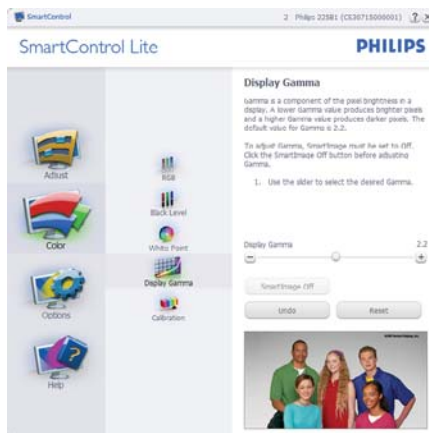 SmartControl
2 Philips 225B1 (CE30715000001)
SmartControl Lite
PHILIPS
Display Gamma
Gamma is a component of the pixel brightness in a
display. A lower Gamma value produces brighter pixels
and a higher Gamma value produces darker pixels. The
default value for Gamma is 2.2.
To adjust Gamma, SmartImage must be set to Off.
Click the SmartImage Off button before adjusting
Gamma.
1. Use the slider to select the desired Gamma.
Adjust
Color
Options
Help
RGB
Black Level
White Point
Display Gamma
Calibration
Display Gamma 2.2
SmartImage Off
Undo
Reset